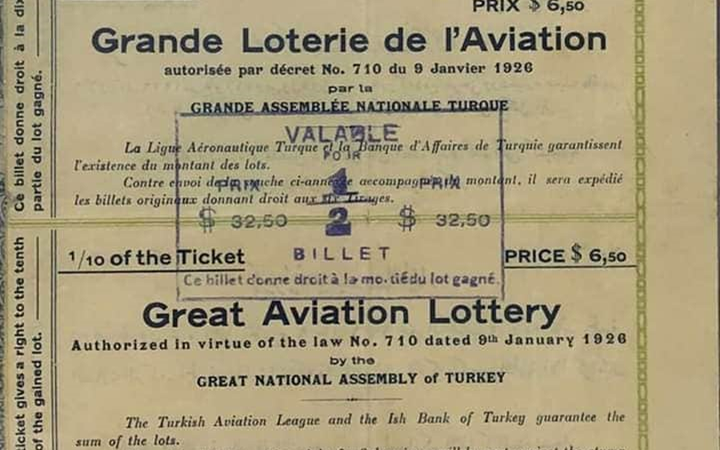 PRIX $ 6,50
Grande Loterie de l'Aviation
autorisée par décret No. 710 du 9 Janvier 1926
par la
GRANDE ASSEMBLÉE NATIONALE TURQUE
La Ligue Aéronautique Turque et la Banque d'Affaires de Turquie garantissent
l'existence du montant des lots.
Contre envoi de la souche ci-annexée accompagnée du montant, il sera expédié
les billets originaux donnant droit aux six Tirages.
VALABLE
POUR
PRIX 1/2 PRIX
$ 32,50 $ 32,50
BILLET
Ce billet donne droit à la moitié du lot gagné.
1/10 of the Ticket PRICE $ 6,50
Great Aviation Lottery
Authorized in virtue of the law No. 710 dated 9th January 1926
by the
GREAT NATIONAL ASSEMBLY of TURKEY
The Turkish Aviation League and the Ish Bank of Turkey guarantee the
sum of the lots.
Ce billet donne droit à la dix
partie du lot gagné.
ticket gives a right to the tenth
of the gained lot.